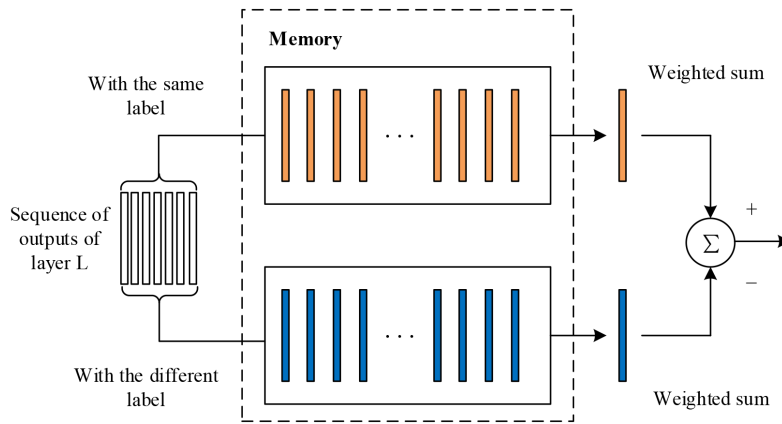 Memory
With the same
label
Weighted sum
. . .
Sequence of
outputs of
layer L
+
Σ
−
. . .
With the different
label
Weighted sum